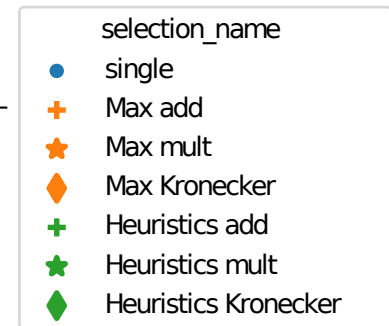 selection_name
single
Max add
Max mult
Max Kronecker
Heuristics add
Heuristics mult
Heuristics Kronecker